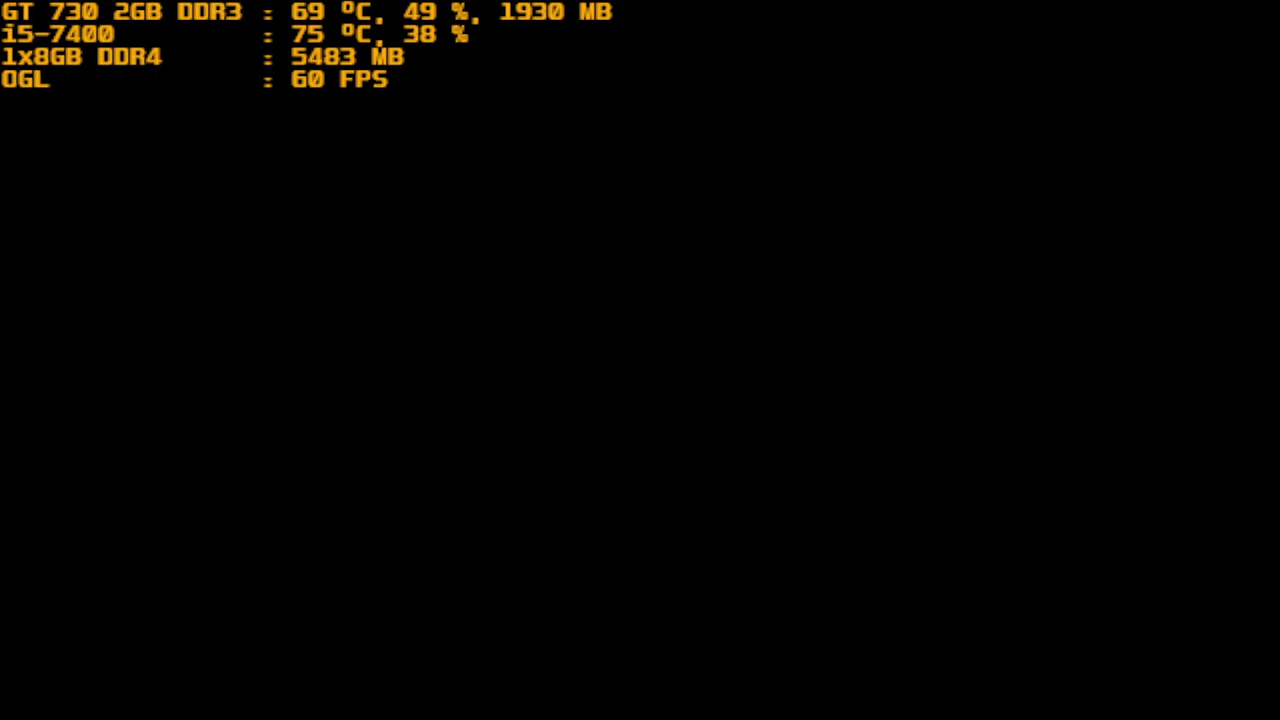 GT 730 2GB DDR3 : 69 ºC, 49 %, 1930 MB
i5-7400 : 75 ºC, 38 %
1x8GB DDR4 : 5483 MB
OGL : 60 FPS